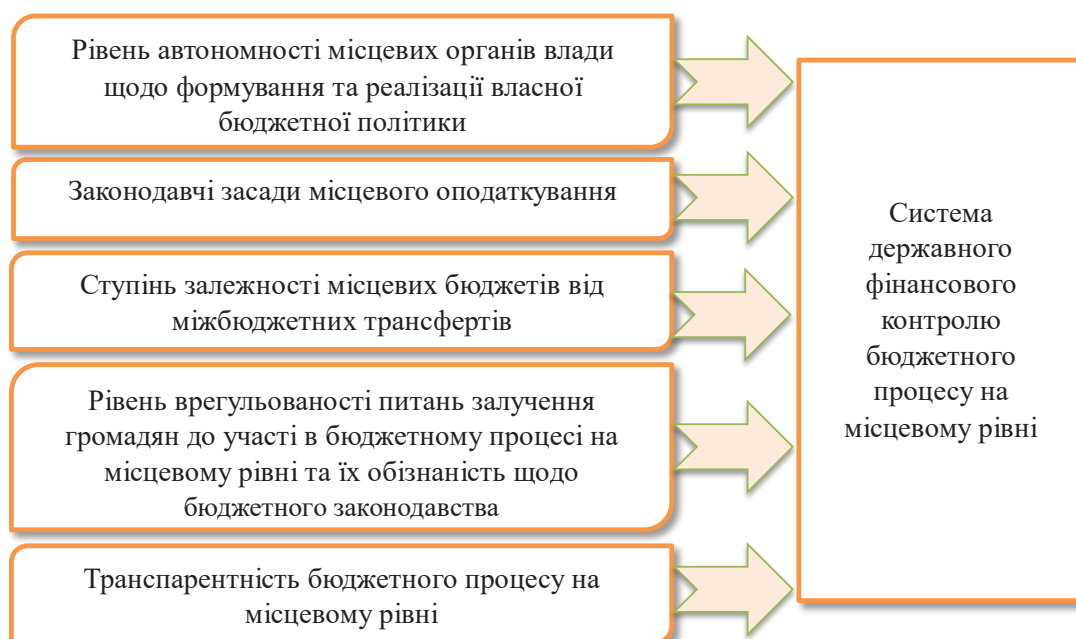 Рівень автономності місцевих органів влади
щодо формування та реалізації власної
бюджетної політики
Законодавчі засади місцевого оподаткування
Ступінь залежності місцевих бюджетів від
міжбюджетних трансфертів
Рівень врегульованості питань залучення
громадян до участі в бюджетному процесі на
місцевому рівні та їх обізнаність щодо
бюджетного законодавства
Транспарентність бюджетного процесу на
місцевому рівні
Система
державного
фінансового
контролю
бюджетного
процесу на
місцевому рівні